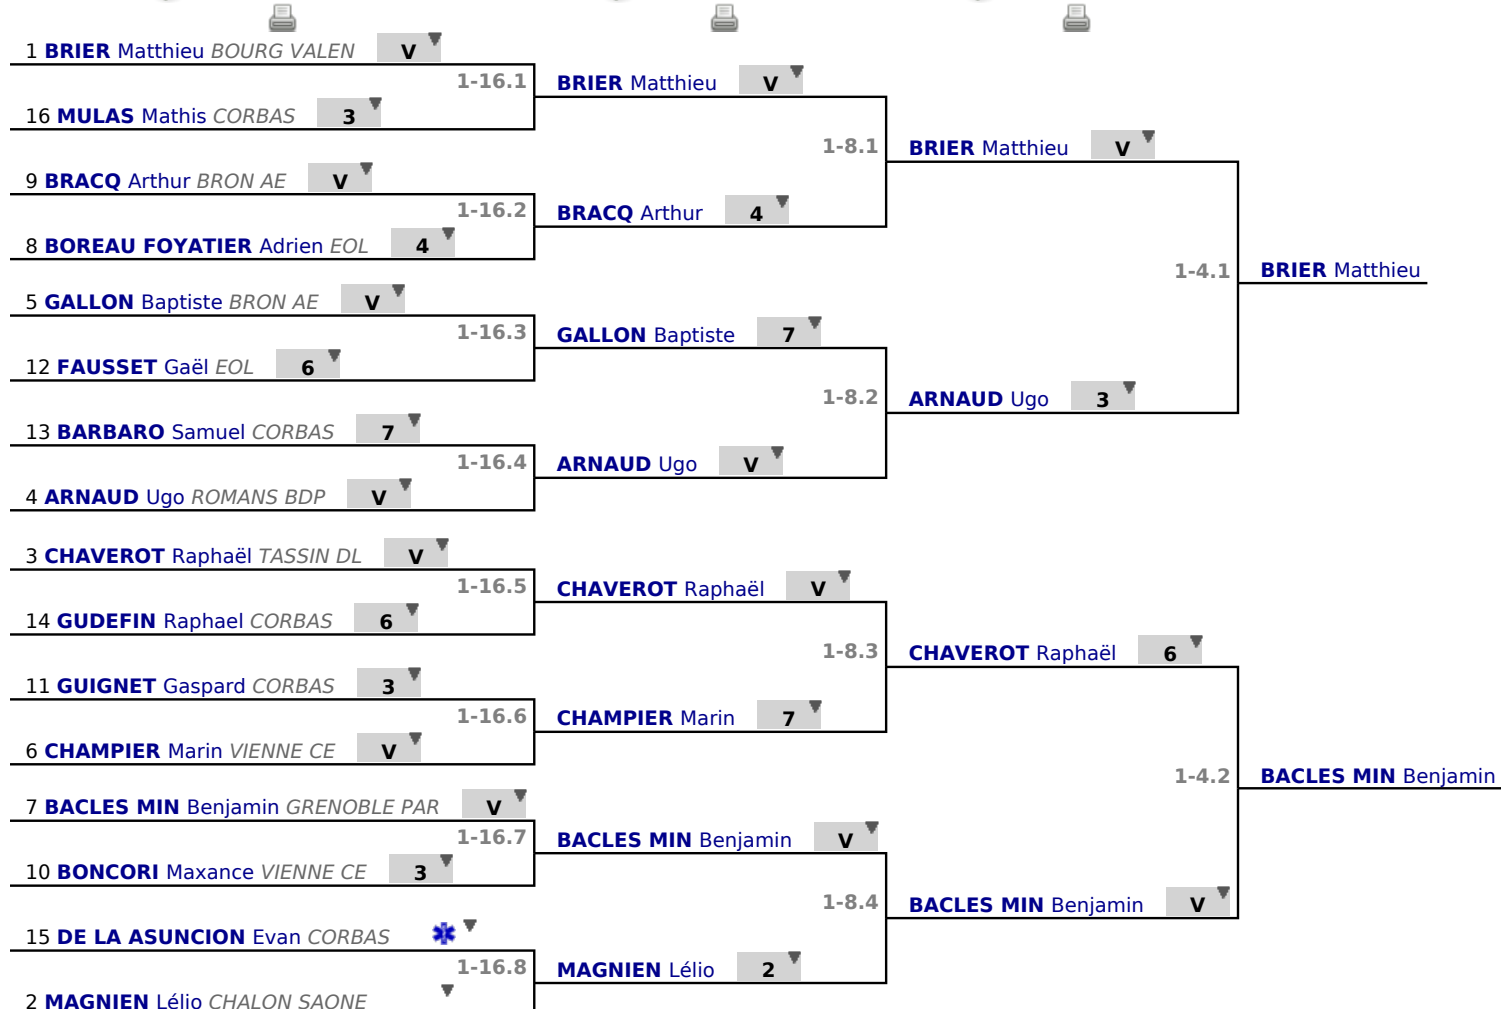 1 BRIER Matthieu BOURG VALEN V
1-16.1
16 MULAS Mathis CORBAS 3
9 BRACQ Arthur BRON AE V
1-16.2
8 BOREAU FOYATIER Adrien EOL 4
5 GALLON Baptiste BRON AE V
1-16.3
12 FAUSSET Gaël EOL 6
13 BARBARO Samuel CORBAS 7
1-16.4
4 ARNAUD Ugo ROMANS BDP V
3 CHAVEROT Raphaël TASSIN DL V
1-16.5
14 GUDEFIN Raphael CORBAS 6
11 GUIGNET Gaspard CORBAS 3
1-16.6
6 CHAMPIER Marin VIENNE CE V
7 BACLES MIN Benjamin GRENOBLE PAR V
1-16.7
10 BONCORI Maxance VIENNE CE 3
15 DE LA ASUNCION Evan CORBAS
1-16.8
2 MAGNIEN Lélio CHALON SAONE
BRIER Matthieu V
1-8.1
BRACQ Arthur 4
GALLON Baptiste 7
1-8.2
ARNAUD Ugo V
CHAVEROT Raphaël V
1-8.3
CHAMPIER Marin 7
BACLES MIN Benjamin V
1-8.4
MAGNIEN Lélio 2
BRIER Matthieu V
1-4.1
ARNAUD Ugo 3
CHAVEROT Raphaël 6
1-4.2
BACLES MIN Benjamin V
BRIER Matthieu
BACLES MIN Benjamin